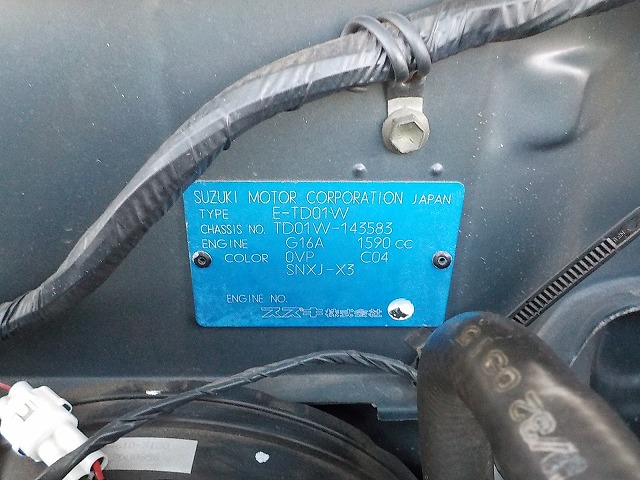 SUZUKI MOTOR CORPORATION JAPAN
TYPE E-TD01W
CHASSIS NO. TD01W-143583
ENGINE G16A 1590 CC
COLOR 0VP C04
SNXJ-X3
ENGINE NO.
スズキ株式会社